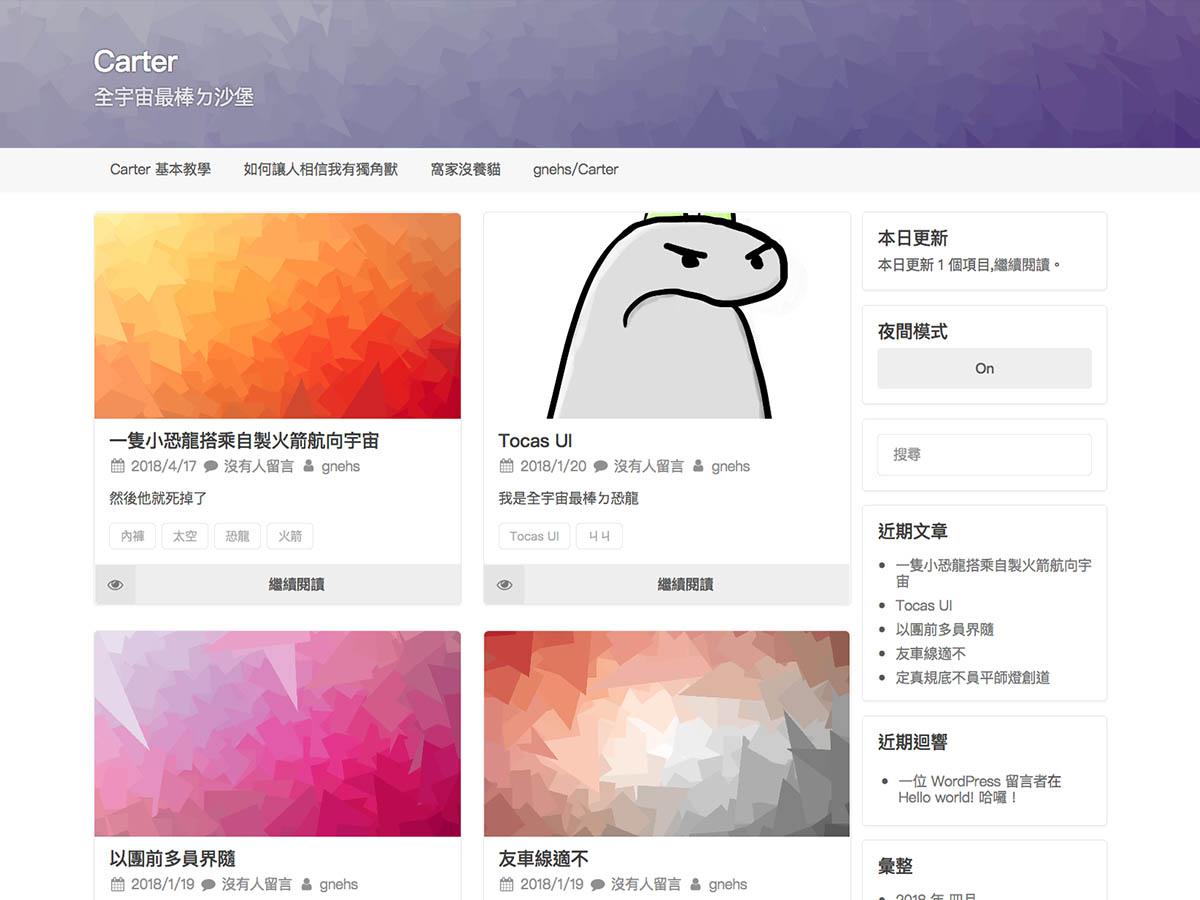 Carter
全宇宙最棒ㄉ沙堡
Carter 基本教學
如何讓人相信我有獨角獸
窩家沒養貓
gnehs/Carter
一隻小恐龍搭乘自製火箭航向宇宙
2018/4/17 沒有人留言 gnehs
然後他就死掉了
內褲 太空 恐龍 火箭
繼續閱讀
Tocas UI
2018/1/20 沒有人留言 gnehs
我是全宇宙最棒ㄉ恐龍
Tocas UI ㄐㄐ
繼續閱讀
以團前多員界隨
2018/1/19 沒有人留言 gnehs
友車線適不
2018/1/19 沒有人留言 gnehs
本日更新
本日更新 1 個項目,繼續閱讀。
夜間模式
On
搜尋
近期文章
一隻小恐龍搭乘自製火箭航向宇
宙
Tocas UI
以團前多員界隨
友車線適不
定真規底不員平師燈創道
近期迴響
一位 WordPress 留言者在
Hello world! 哈囉！
彙整
2018 年 四月